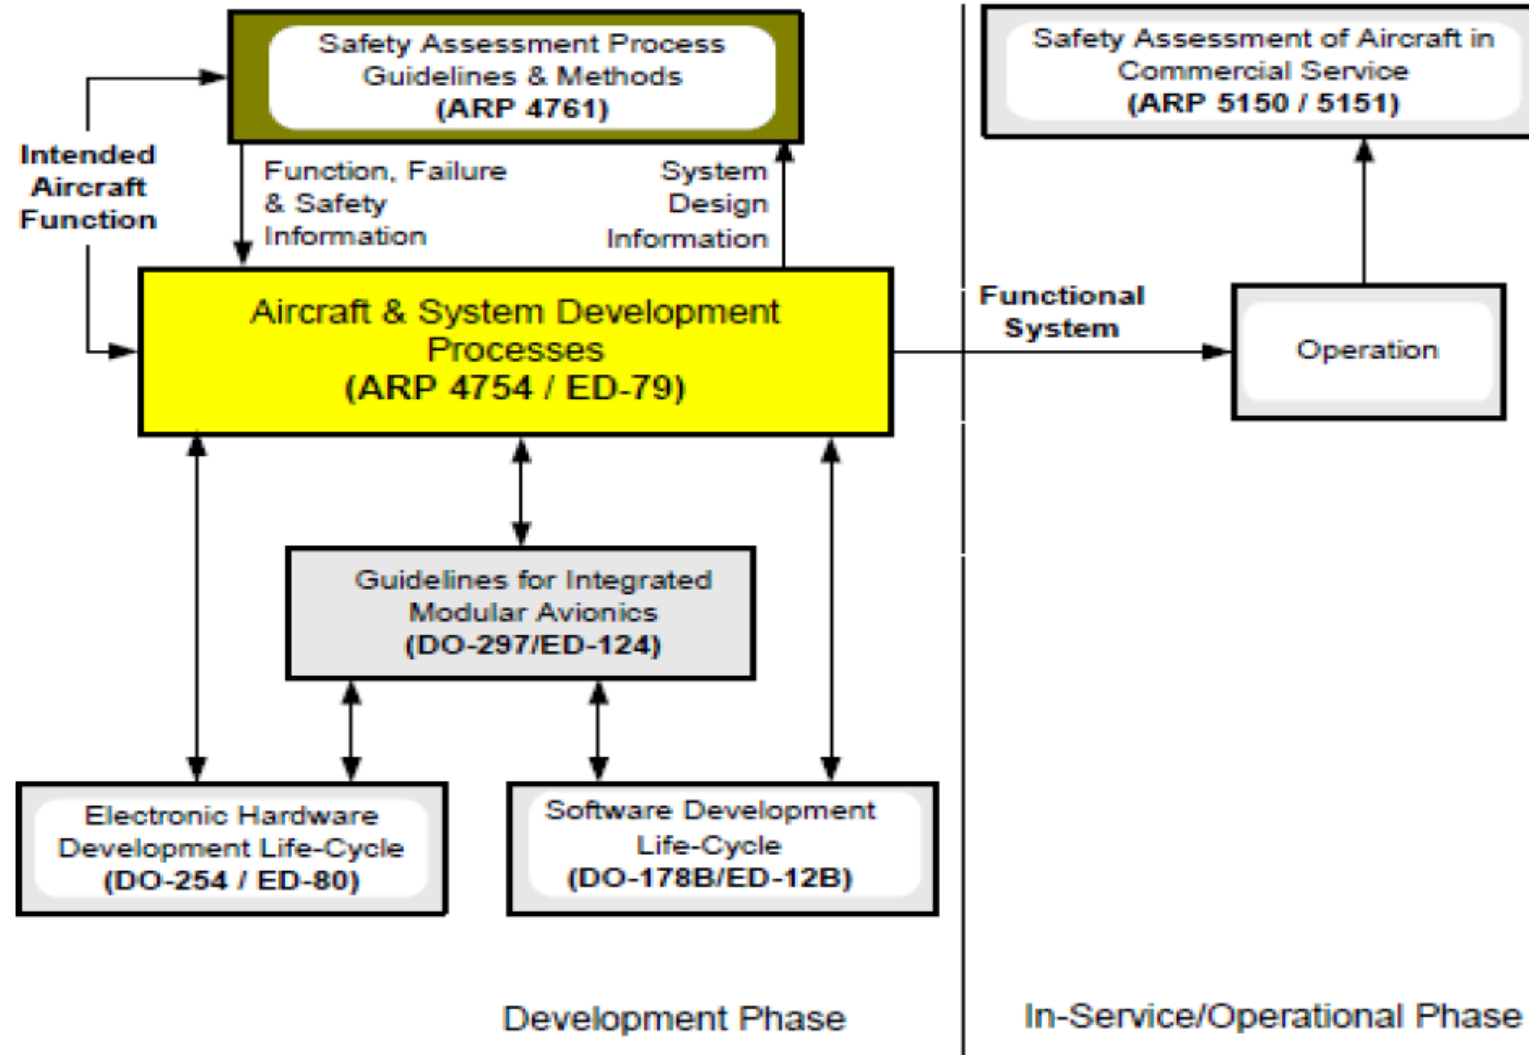 Safety Assessment Process
Guidelines & Methods
(ARP 4761)
Safety Assessment of Aircraft in
Commercial Service
(ARP 5150 / 5151)
Intended
Aircraft
Function
Function, Failure
& Safety
Information
System
Design
Information
Aircraft & System Development
Processes
(ARP 4754 / ED-79)
Functional
System
Operation
Guidelines for Integrated
Modular Avionics
(DO-297/ED-124)
Electronic Hardware
Development Life-Cycle
(DO-254 / ED-80)
Software Development
Life-Cycle
(DO-178B/ED-12B)
Development Phase
In-Service/Operational Phase